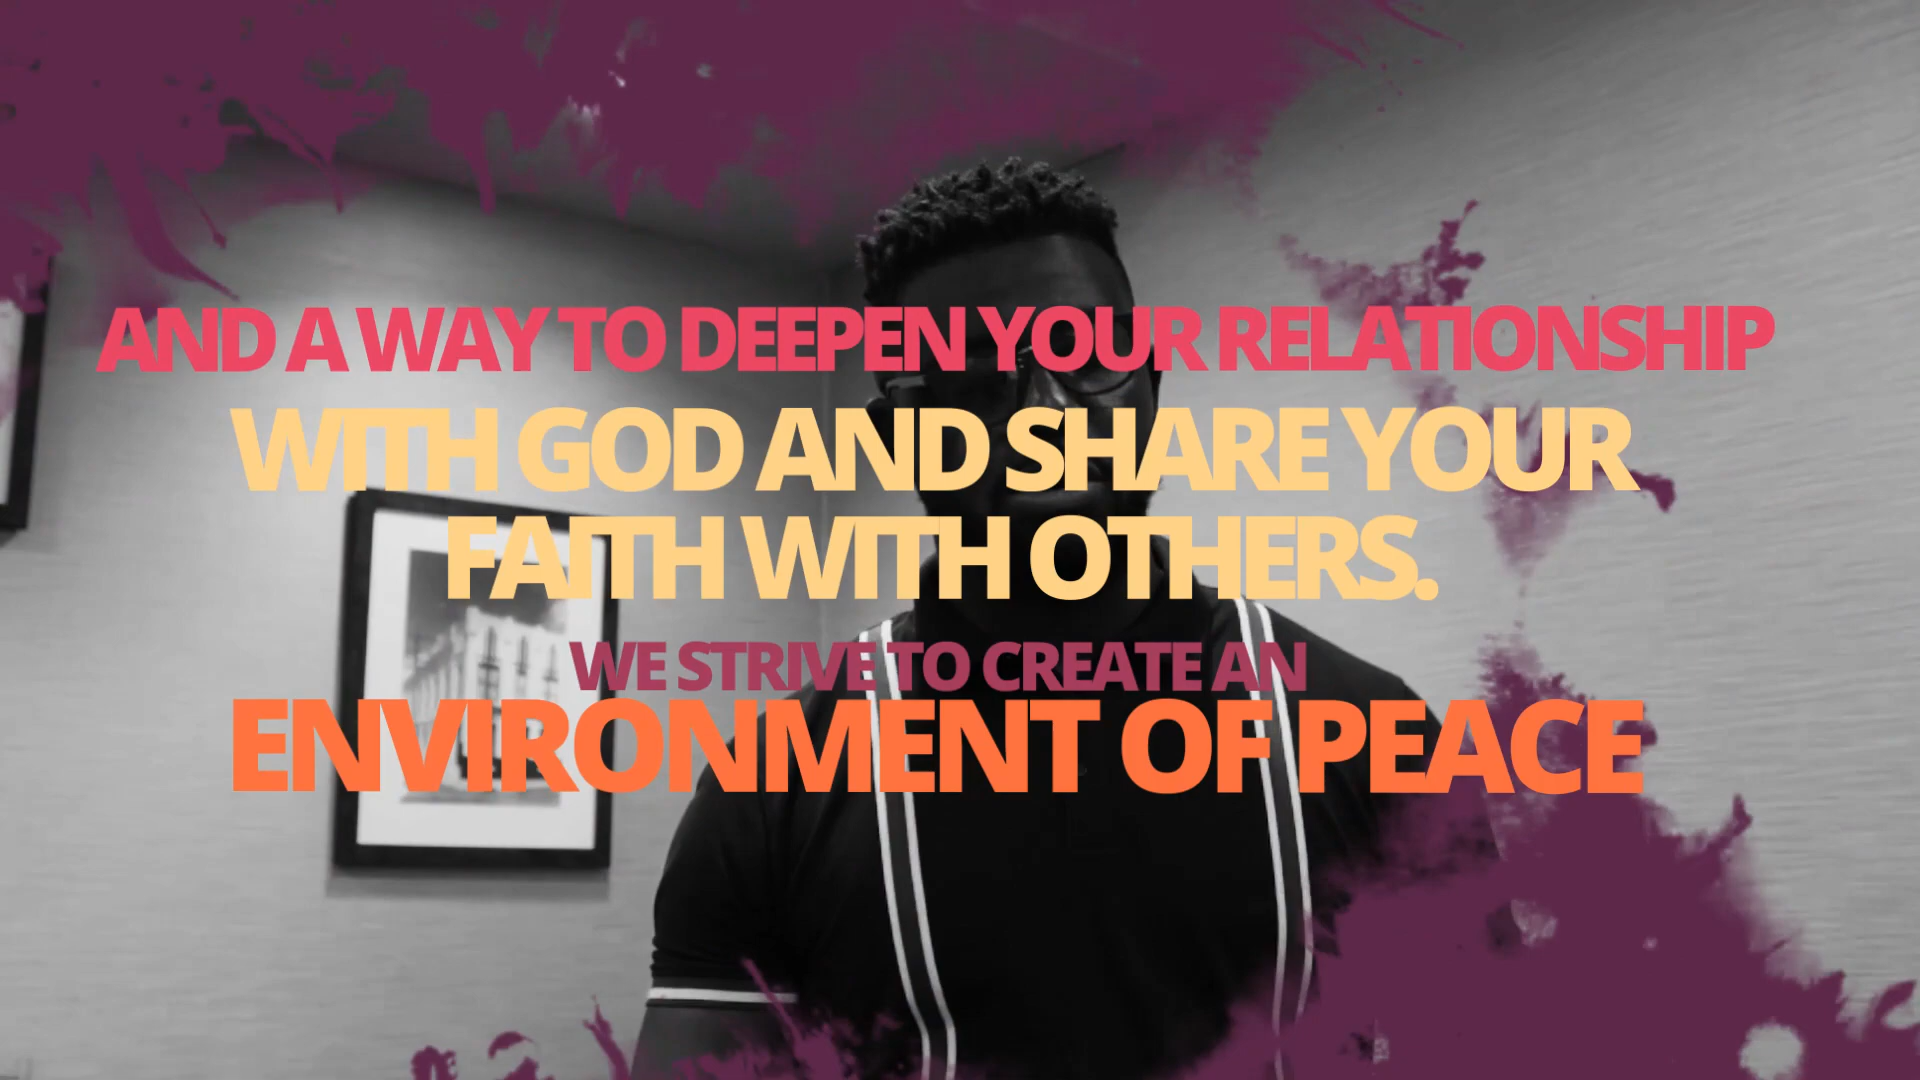 AND A WAY TO DEEPEN YOUR RELATIONSHIP
WITH GOD AND SHARE YOUR
FAITH WITH OTHERS.
WE STRIVE TO CREATE AN
ENVIRONMENT OF PEACE